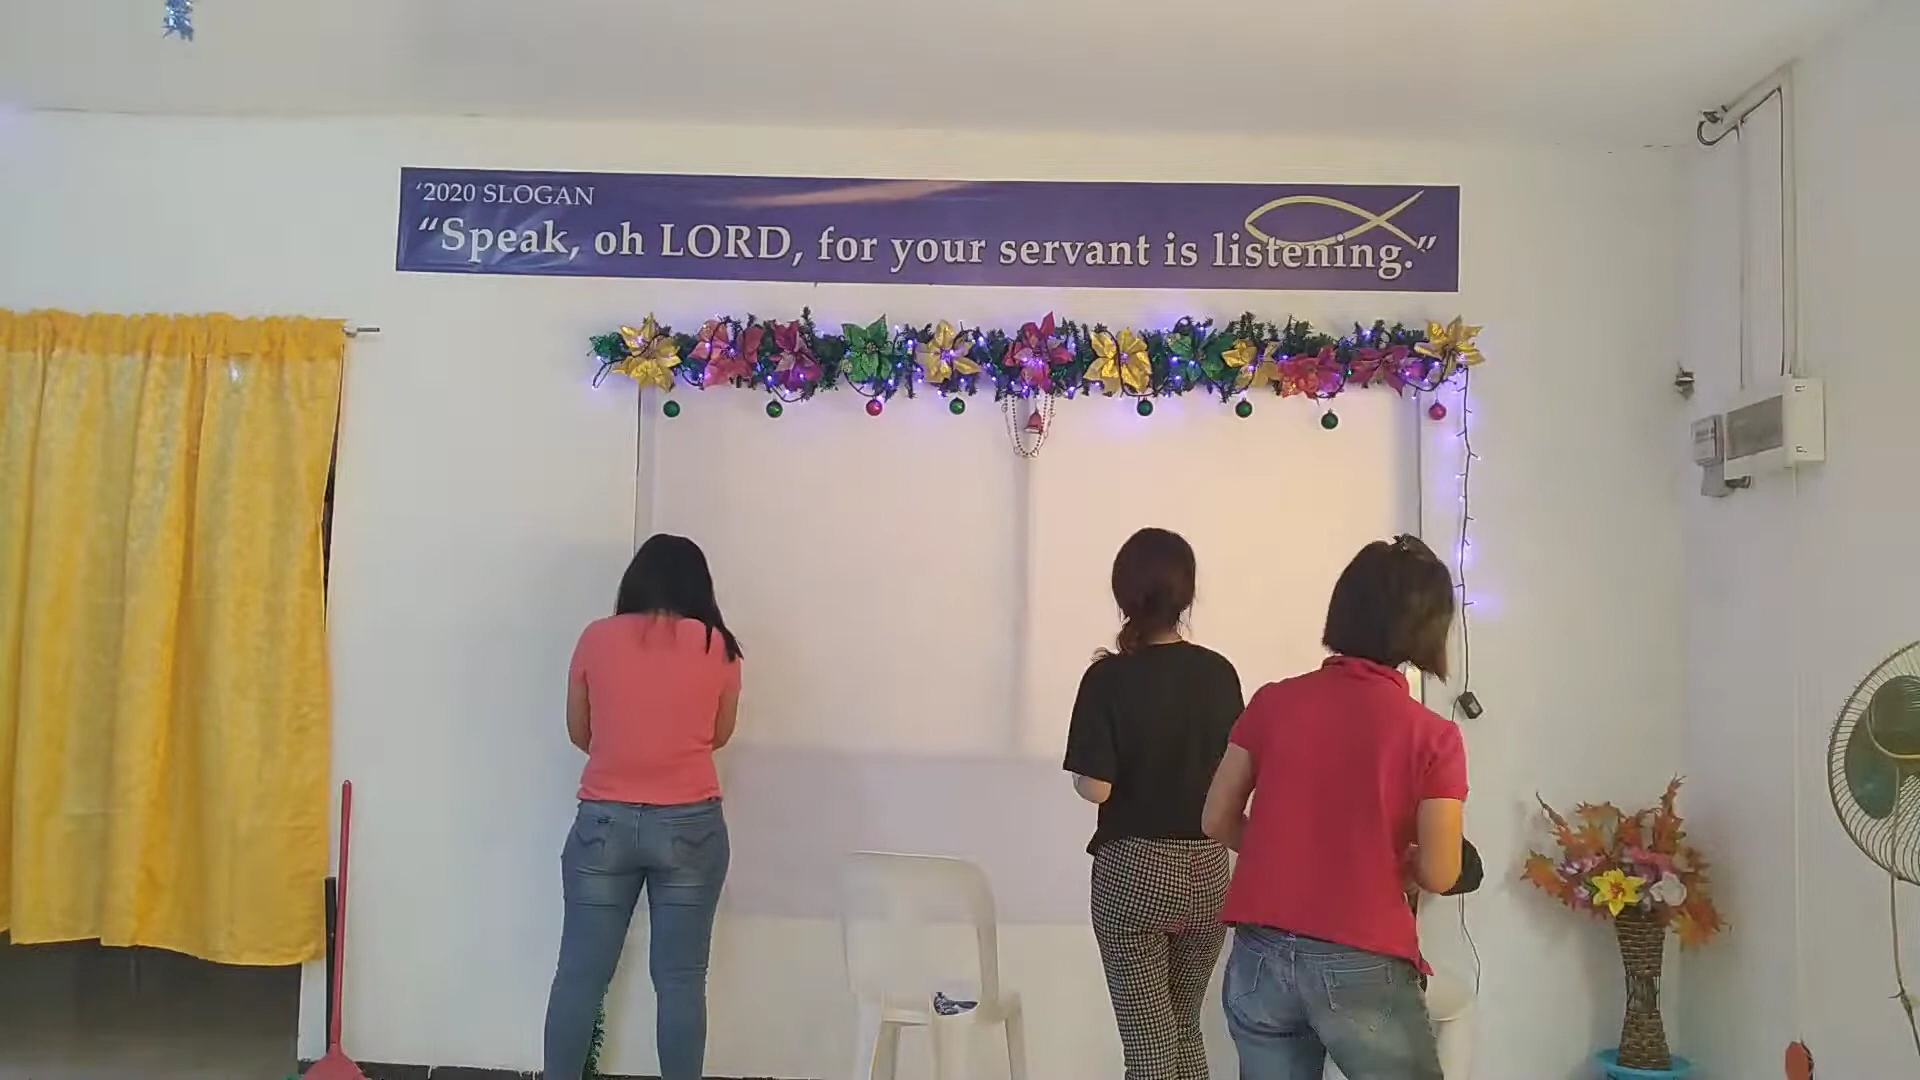 ‘2020 SLOGAN
“Speak, oh LORD, for your servant is listening.”